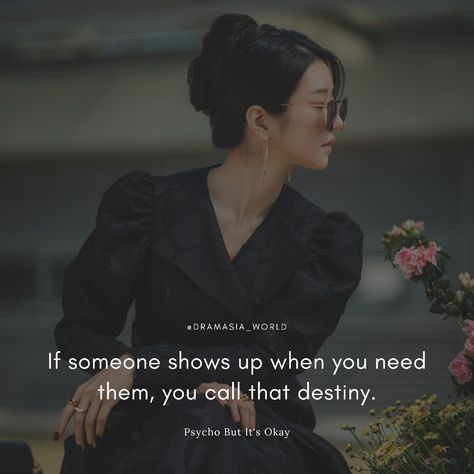 @DRAMASIA_WORLD
If someone shows up when you need
them, you call that destiny.
Psycho But It's Okay